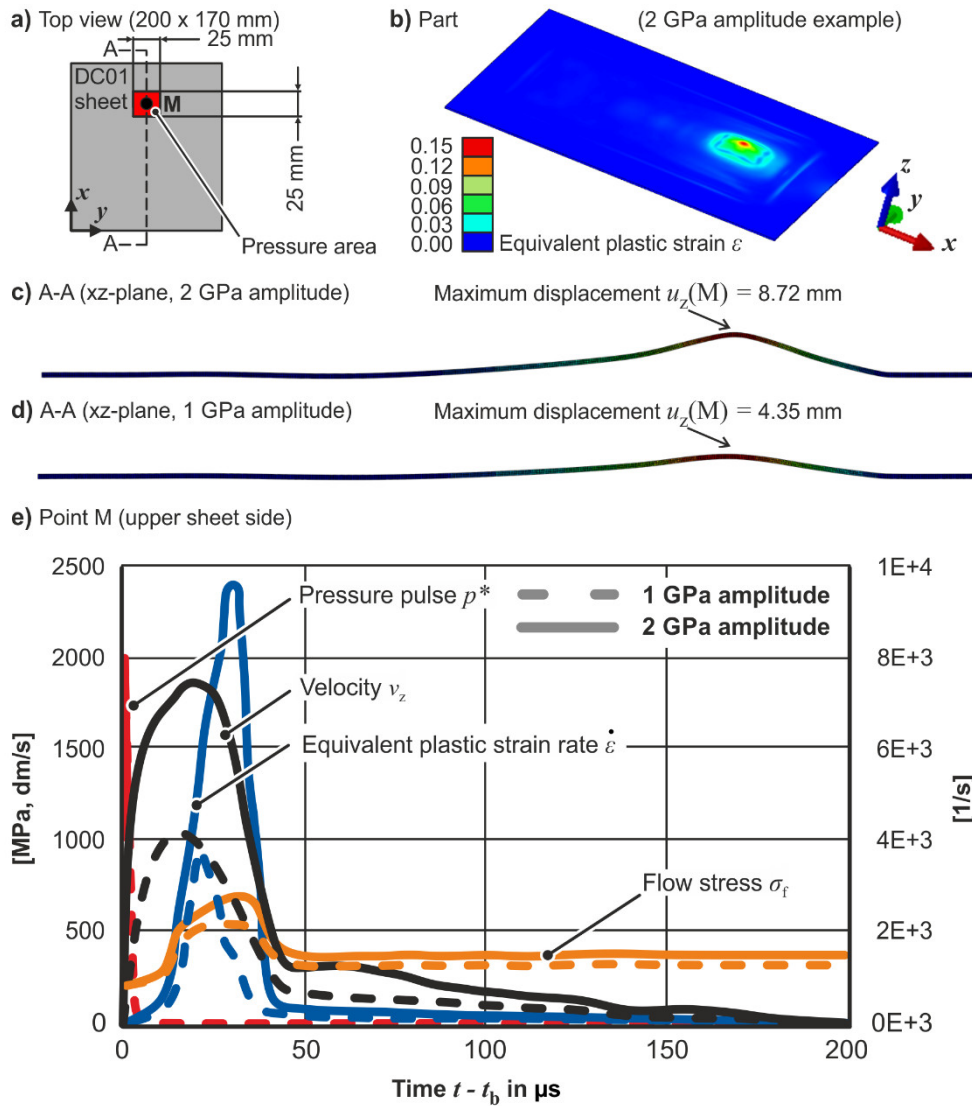 a) Top view (200 x 170 mm)
25 mm
A
DC01
sheet
M
25 mm
x
y
A
Pressure area
b) Part (2 GPa amplitude example)
0.15
0.12
0.09
0.06
0.03
0.00
Equivalent plastic strain ε
z
y
x
c) A-A (xz-plane, 2 GPa amplitude) Maximum displacement u_z(M) = 8.72 mm
d) A-A (xz-plane, 1 GPa amplitude) Maximum displacement u_z(M) = 4.35 mm
e) Point M (upper sheet side)
2500
2000
1500
1000
500
0
[MPa, dm/s]
Pressure pulse p*
Velocity v_z
Equivalent plastic strain rate ε̇
1 GPa amplitude
2 GPa amplitude
Flow stress σ_f
1E+4
8E+3
6E+3
4E+3
2E+3
0E+3
[1/s]
0 50 100 150 200
Time t - t_b in µs